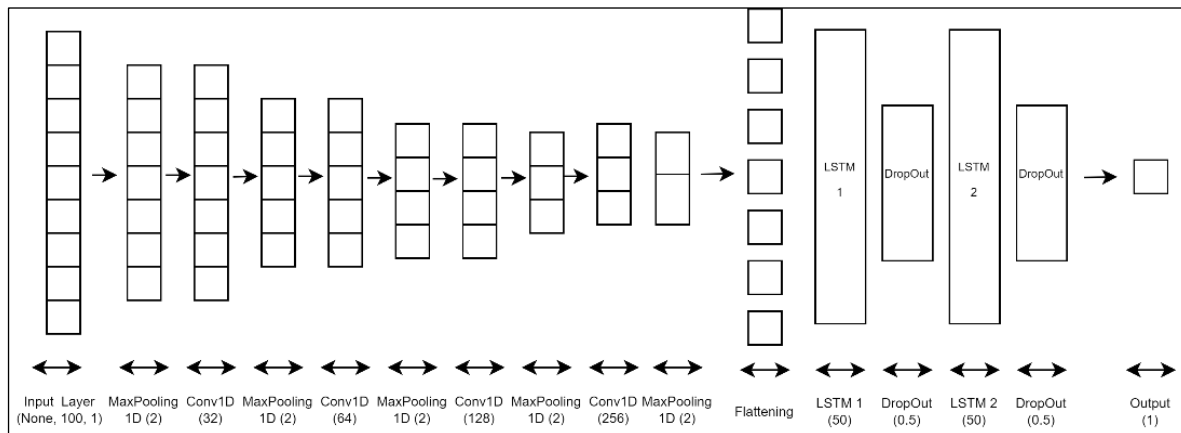 LSTM
1
DropOut
LSTM
2
DropOut
Input Layer
(None, 100, 1)
MaxPooling
1D (2)
Conv1D
(32)
MaxPooling
1D (2)
Conv1D
(64)
MaxPooling
1D (2)
Conv1D
(128)
MaxPooling
1D (2)
Conv1D
(256)
MaxPooling
1D (2)
Flattening
LSTM 1
(50)
DropOut
(0.5)
LSTM 2
(50)
DropOut
(0.5)
Output
(1)